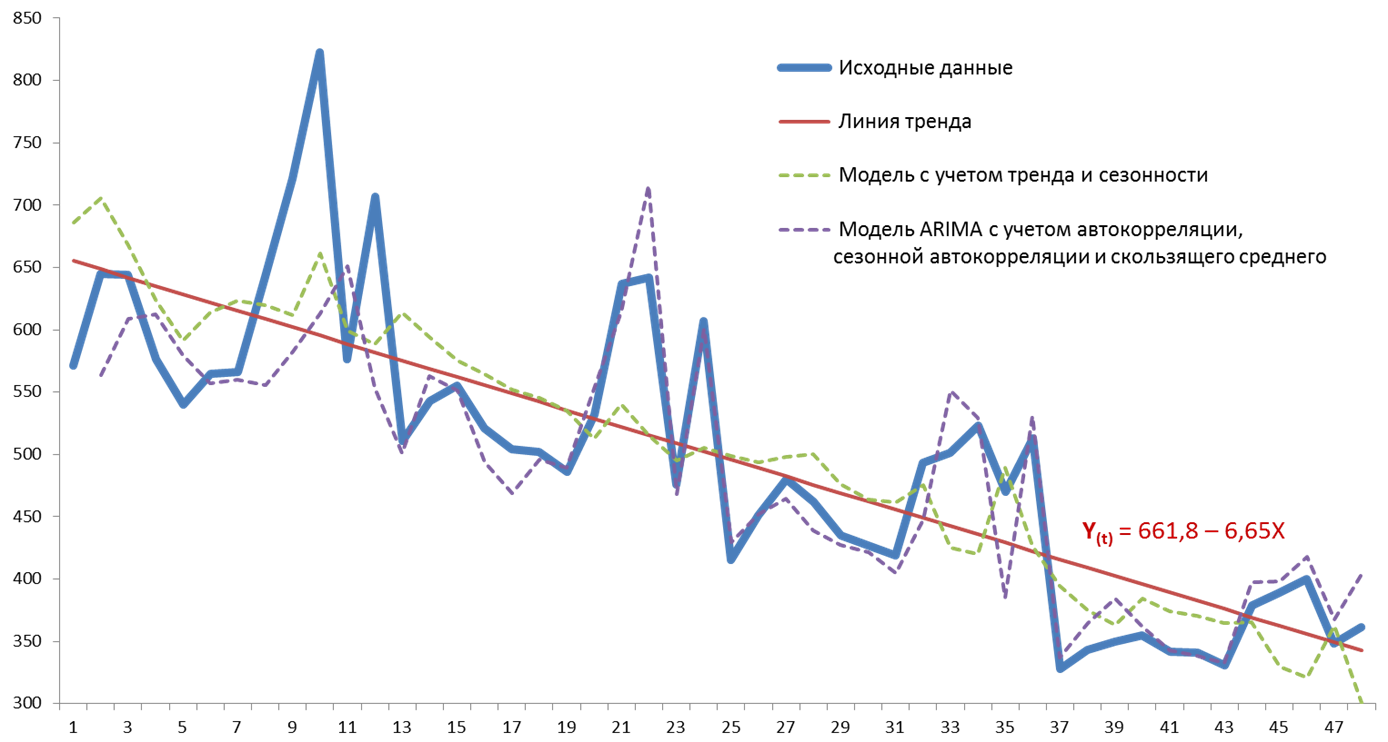 850
800
750
700
650
600
550
500
450
400
350
300
Исходные данные
Линия тренда
Модель с учетом тренда и сезонности
Модель ARIMA с учетом автокорреляции,
сезонной автокорреляции и скользящего среднего
Y(t) = 661,8 – 6,65X
1 3 5 7 9 11 13 15 17 19 21 23 25 27 29 31 33 35 37 39 41 43 45 47